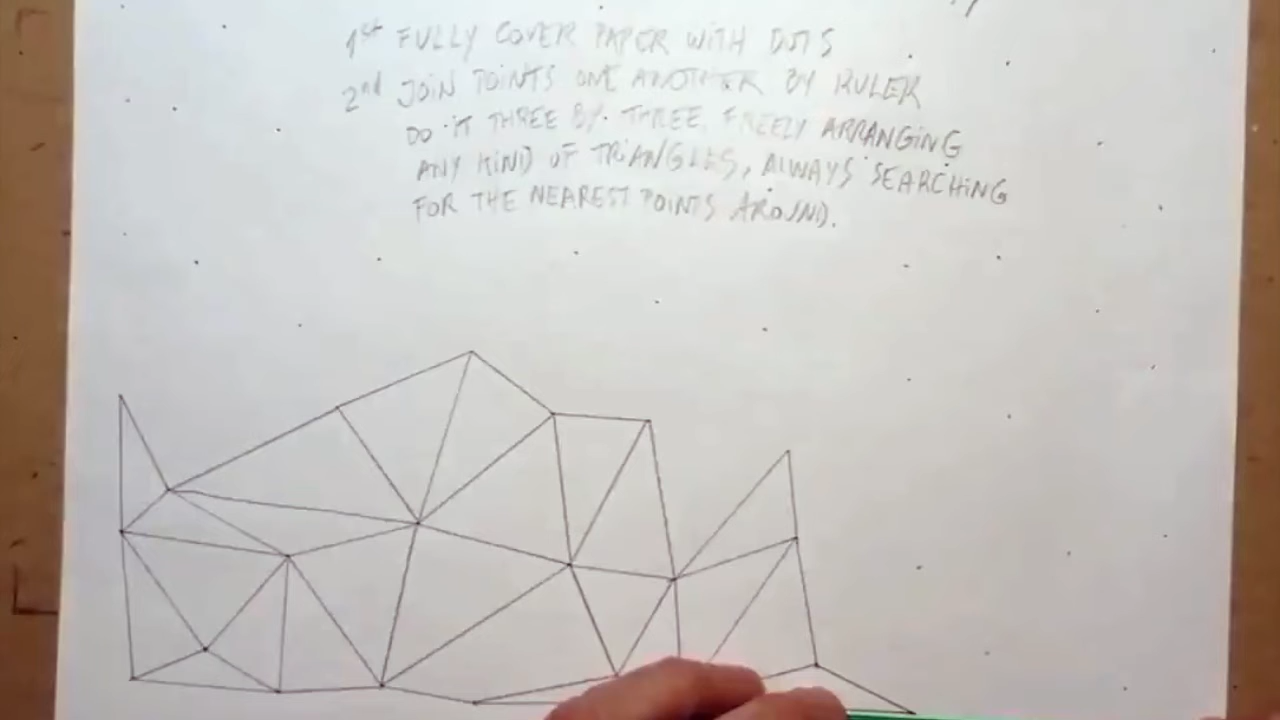 1st FULLY COVER PAPER WITH DOTS
2nd JOIN POINTS ONE ANOTHER BY RULER
DO IT THREE BY THREE, FREELY ARRANGING
ANY KIND OF TRIANGLES, ALWAYS SEARCHING
FOR THE NEAREST POINTS AROUND.